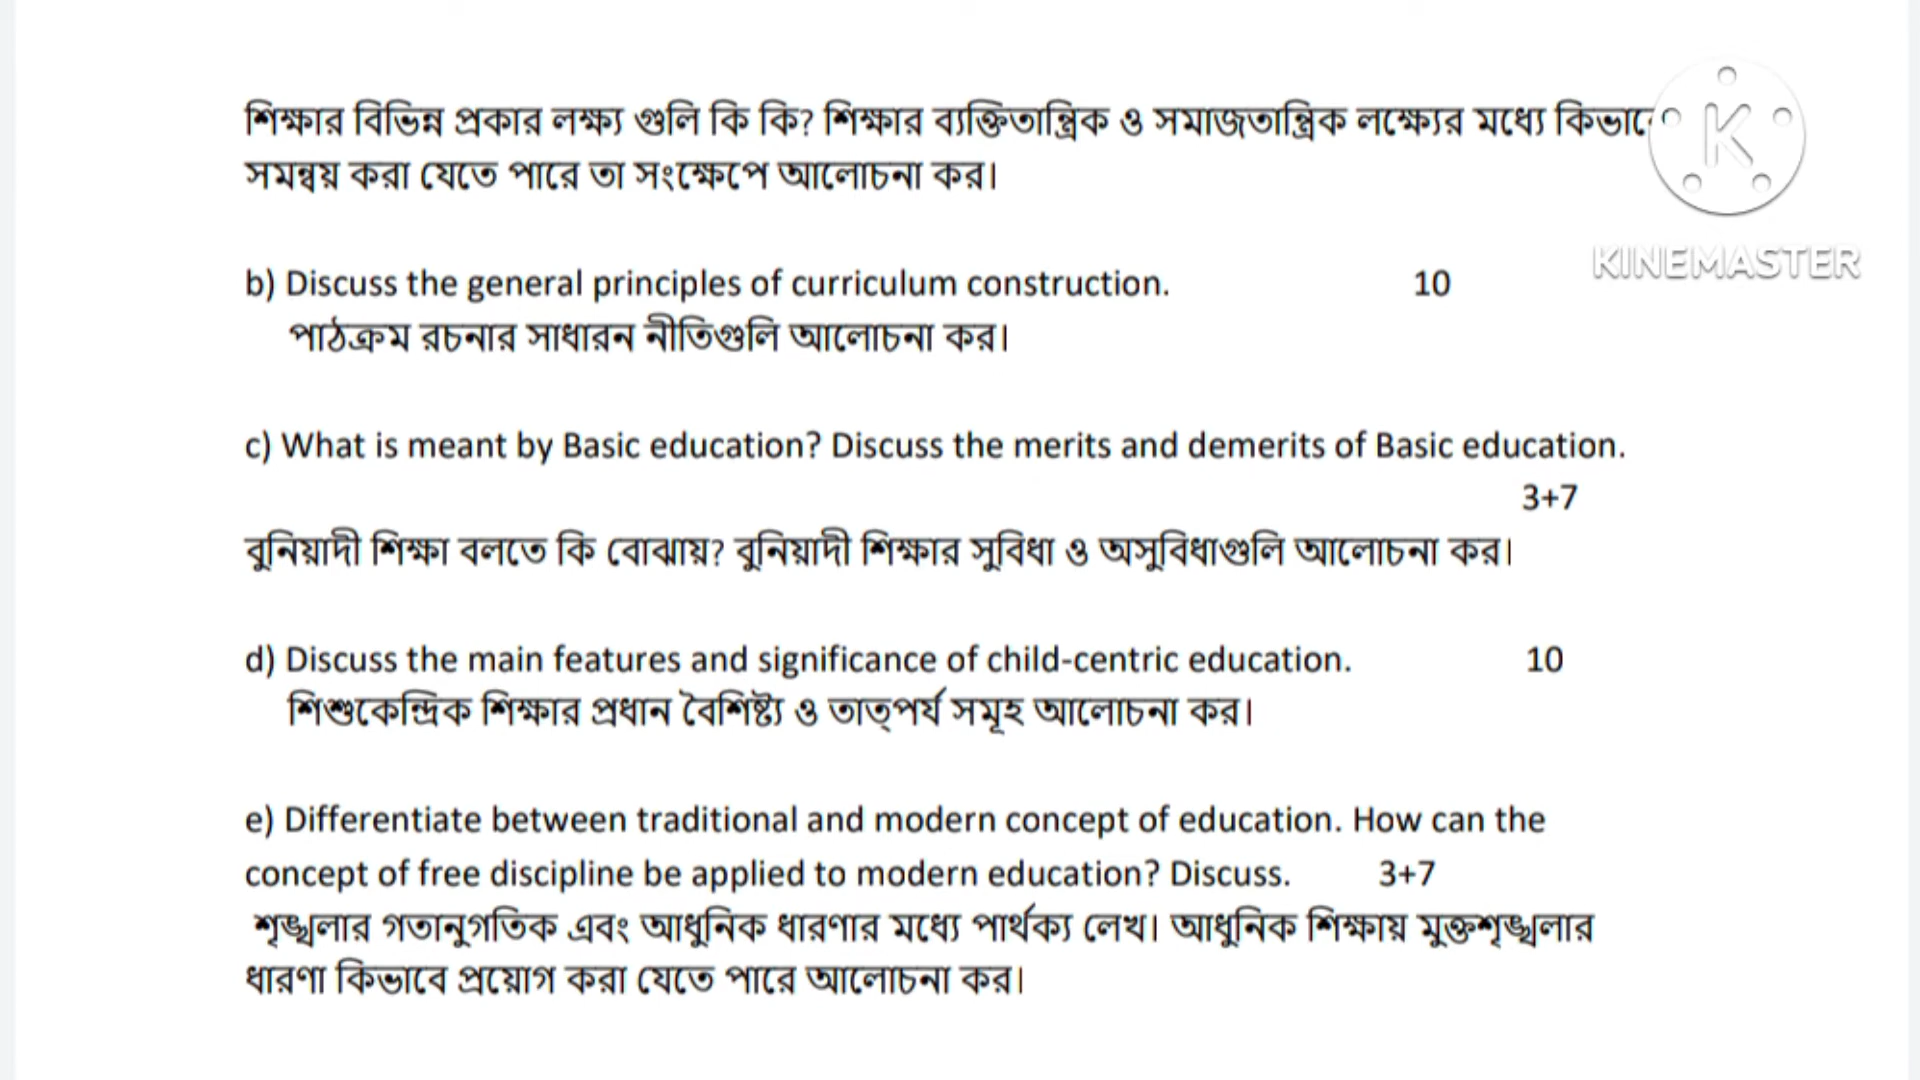 শিক্ষার বিভিন্ন প্রকার লক্ষ্য গুলি কি কি? শিক্ষার ব্যক্তিতান্ত্রিক ও সমাজতান্ত্রিক লক্ষ্যের মধ্যে
সমন্বয় করা যেতে পারে তা সংক্ষেপে আলোচনা কর।
KINEMASTER
b) Discuss the general principles of curriculum construction. 10
পাঠক্রম রচনার সাধারন নীতিগুলি আলোচনা কর।
c) What is meant by Basic education? Discuss the merits and demerits of Basic education.
3+7
বুনিয়াদী শিক্ষা বলতে কি বোঝায়? বুনিয়াদী শিক্ষার সুবিধা ও অসুবিধাগুলি আলোচনা কর।
d) Discuss the main features and significance of child-centric education. 10
শিশুকেন্দ্রিক শিক্ষার প্রধান বৈশিষ্ট্য ও তাত্পর্য সমূহ আলোচনা কর।
e) Differentiate between traditional and modern concept of education. How can the
concept of free discipline be applied to modern education? Discuss. 3+7
শৃঙ্খলার গতানুগতিক এবং আধুনিক ধারণার মধ্যে পার্থক্য লেখ। আধুনিক শিক্ষায় মুক্তশৃঙ্খলার
ধারণা কিভাবে প্রয়োগ করা যেতে পারে আলোচনা কর।